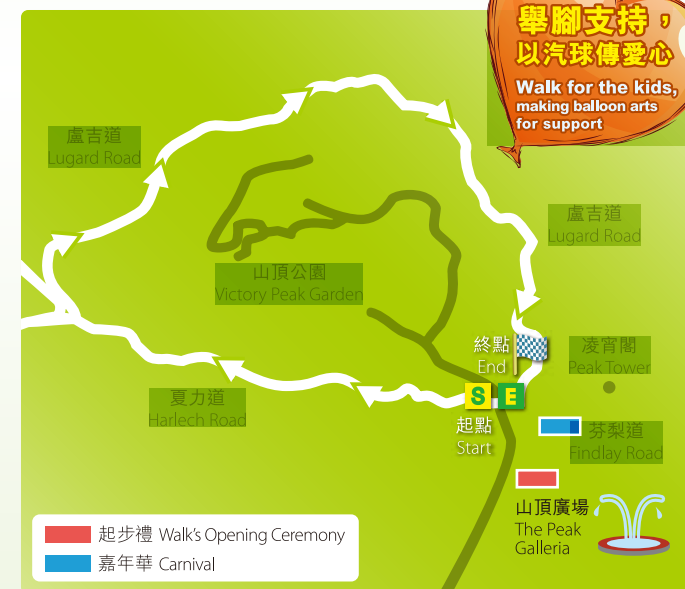 舉腳支持，
以汽球傳愛心
Walk for the kids,
making balloon arts
for support
盧吉道
Lugard Road
盧吉道
Lugard Road
山頂公園
Victory Peak Garden
終點
End
凌宵閣
Peak Tower
夏力道
Harlech Road
S E
起點
Start
芬梨道
Findlay Road
山頂廣場
The Peak
Galleria
起步禮 Walk's Opening Ceremony
嘉年華 Carnival